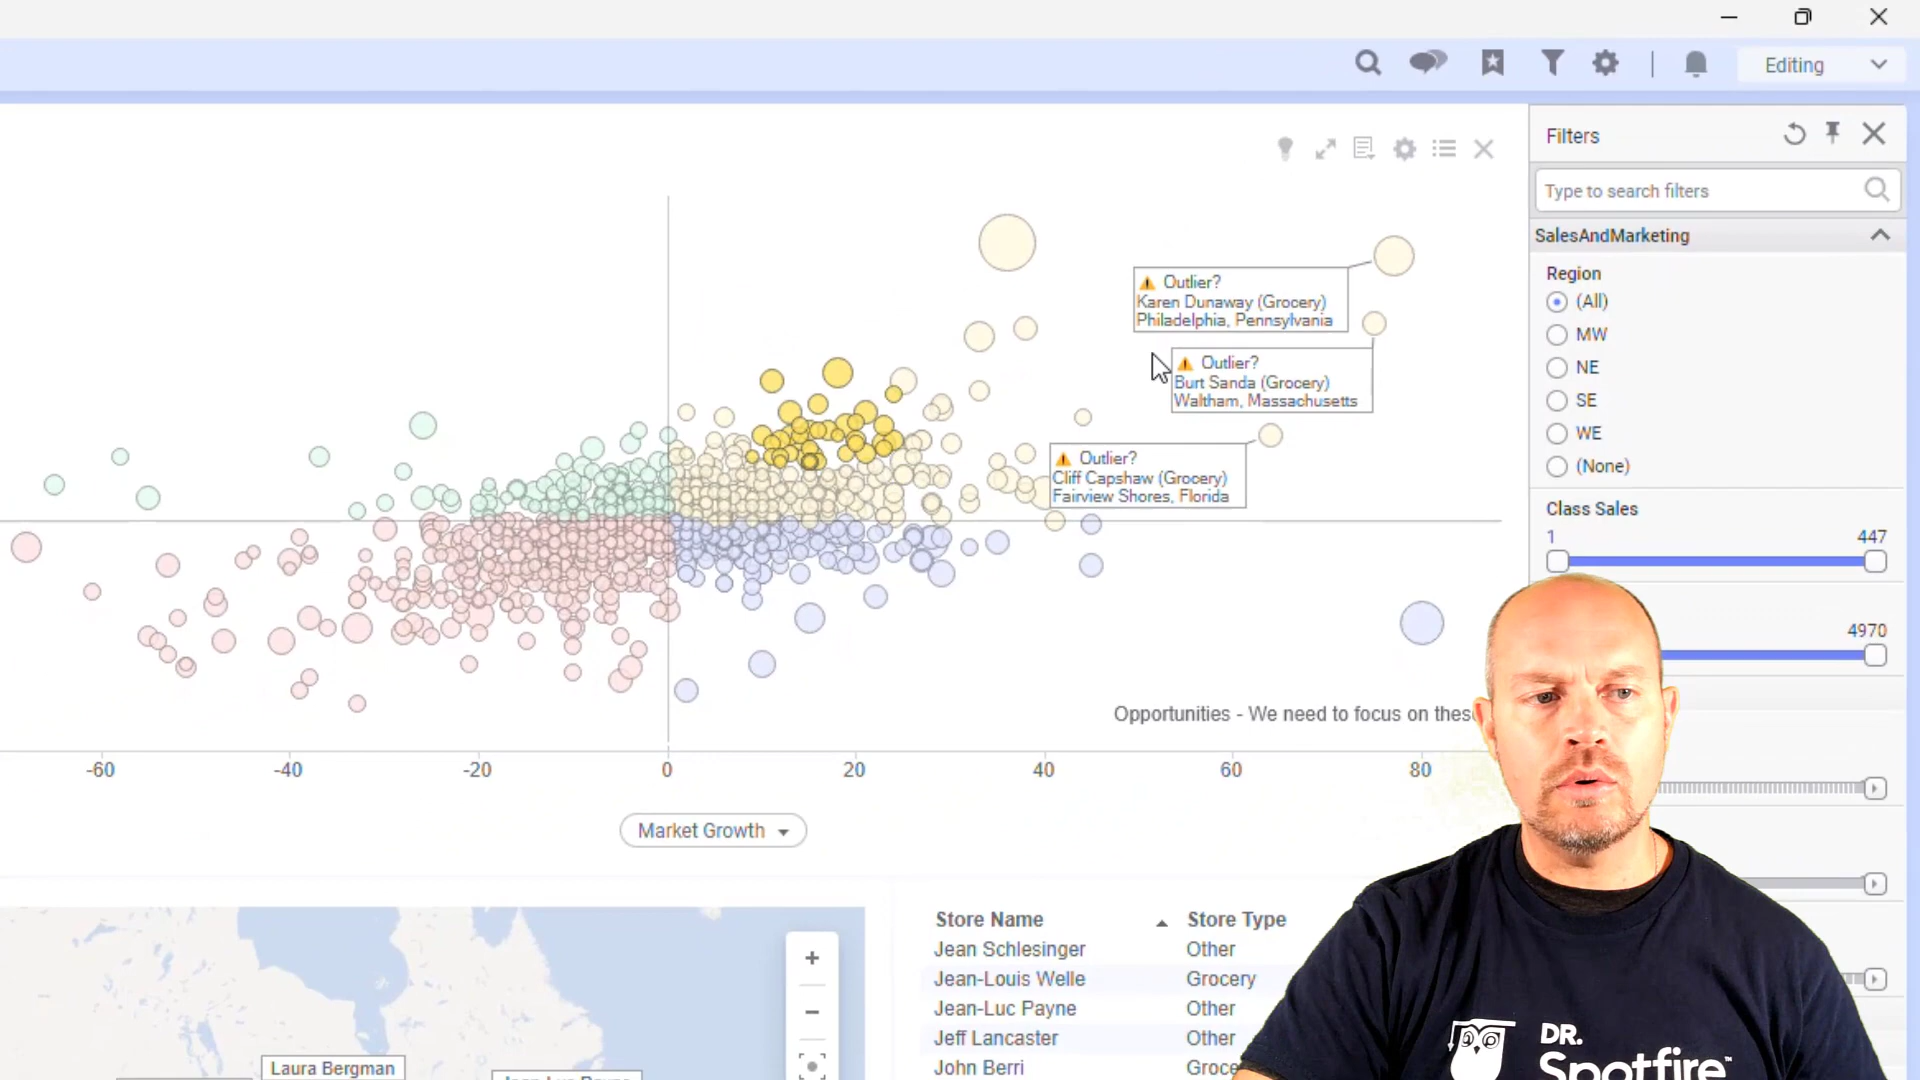 Editing
Filters
Type to search filters
SalesAndMarketing
Region
(All)
MW
NE
SE
WE
(None)
Class Sales
1 447
4970
Outlier?
Karen Dunaway (Grocery)
Philadelphia, Pennsylvania
Outlier?
Burt Sanda (Grocery)
Waltham, Massachusetts
Outlier?
Cliff Capshaw (Grocery)
Fairview Shores, Florida
Opportunities - We need to focus on thes
-60 -40 -20 0 20 40 60 80
Market Growth
Store Name Store Type
Jean Schlesinger Other
Jean-Louis Welle Grocery
Jean-Luc Payne Other
Jeff Lancaster Other
John Berri Groce
Laura Bergman
DR.
Spotfire™